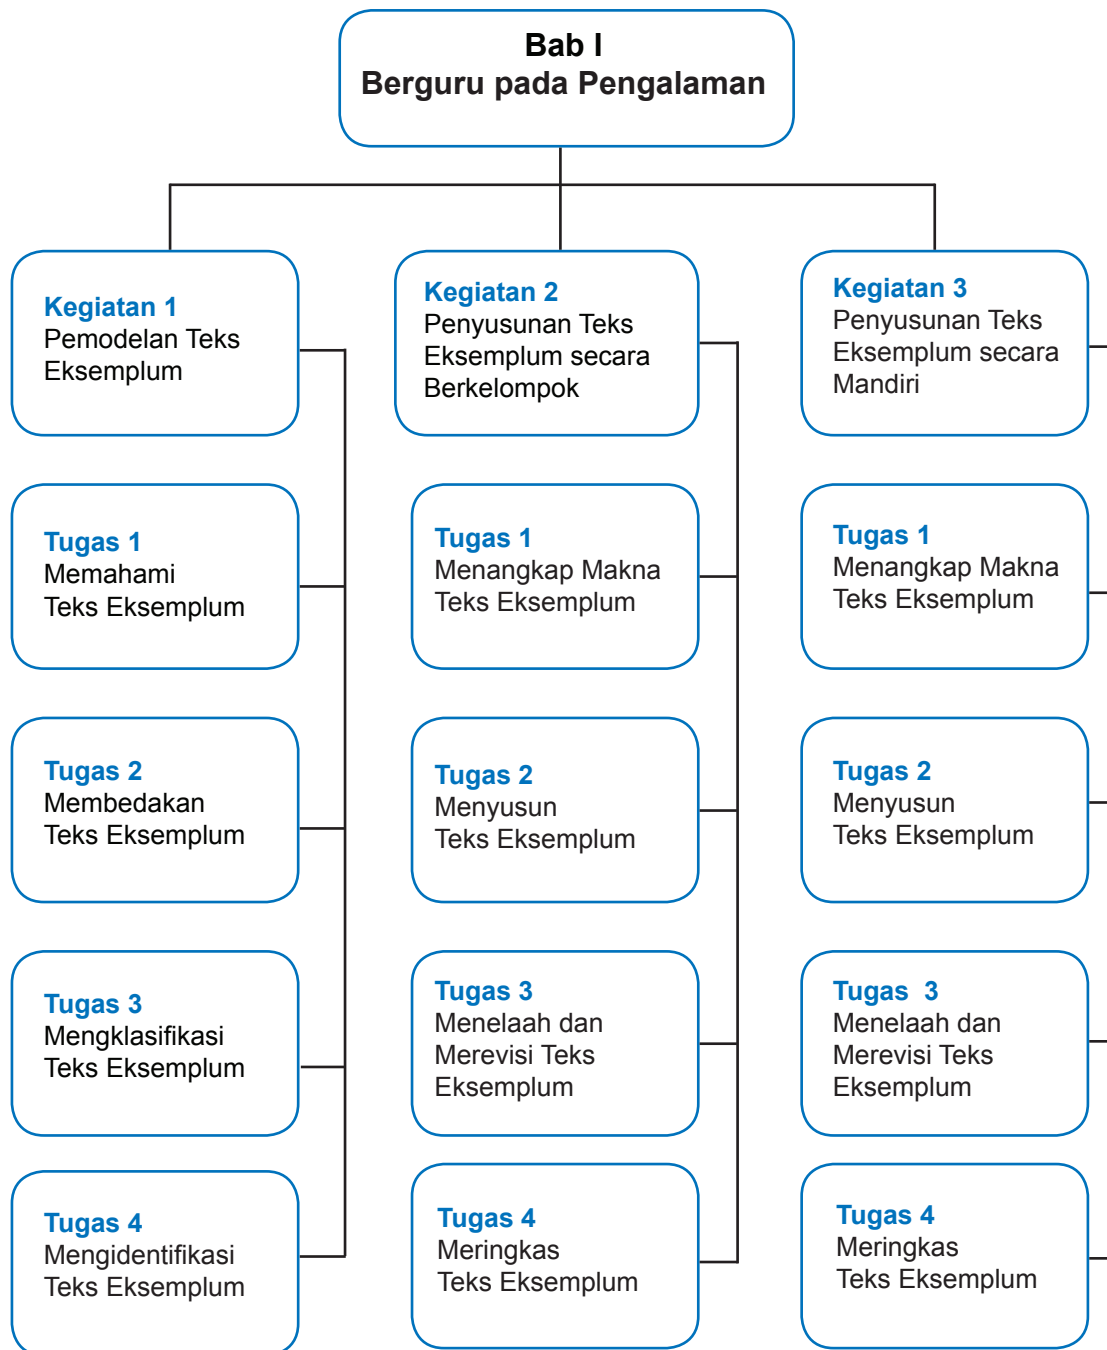 Bab I
Berguru pada Pengalaman
Kegiatan 1
Pemodelan Teks
Eksemplum
Tugas 1
Memahami
Teks Eksemplum
Tugas 2
Membedakan
Teks Eksemplum
Tugas 3
Mengklasifikasi
Teks Eksemplum
Tugas 4
Mengidentifikasi
Teks Eksemplum
Kegiatan 2
Penyusunan Teks
Eksemplum secara
Berkelompok
Tugas 1
Menangkap Makna
Teks Eksemplum
Tugas 2
Menyusun
Teks Eksemplum
Tugas 3
Menelaah dan
Merevisi Teks
Eksemplum
Tugas 4
Meringkas
Teks Eksemplum
Kegiatan 3
Penyusunan Teks
Eksemplum secara
Mandiri
Tugas 1
Menangkap Makna
Teks Eksemplum
Tugas 2
Menyusun
Teks Eksemplum
Tugas  3
Menelaah dan
Merevisi Teks
Eksemplum
Tugas 4
Meringkas
Teks Eksemplum